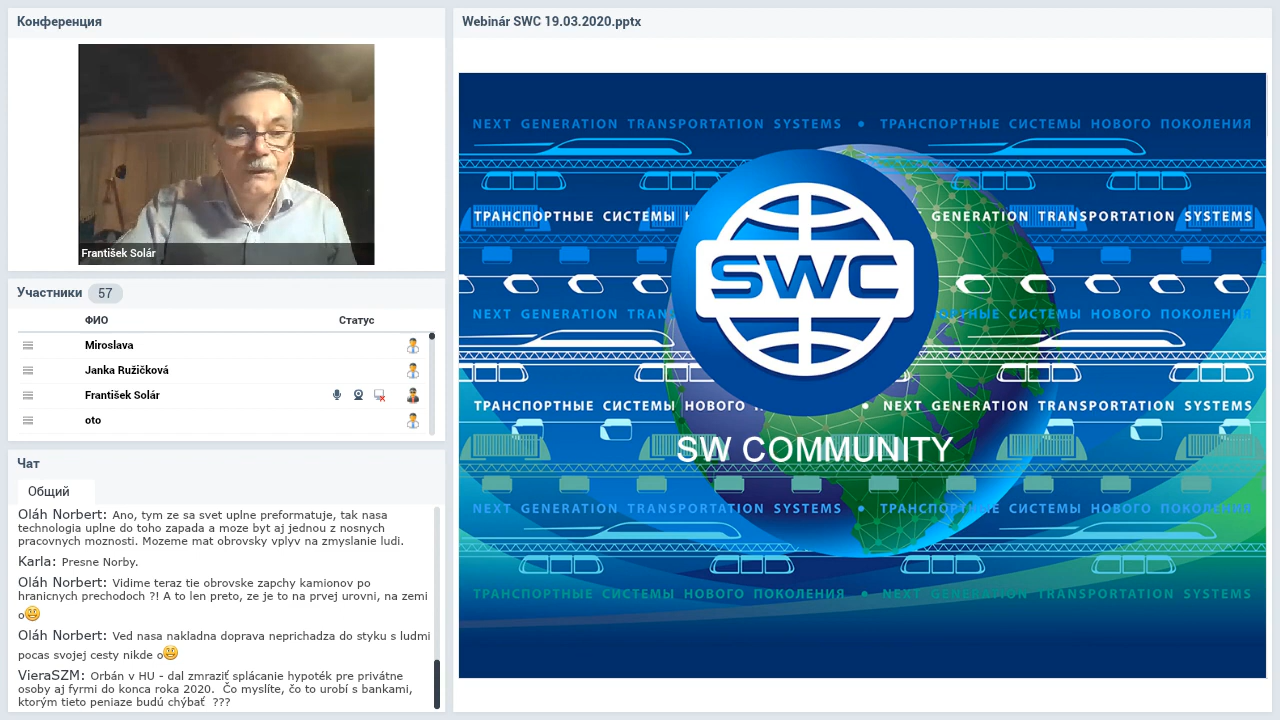 Конференция
František Solár
Участники 57
ФИО Статус
Miroslava
Janka Ružičková
František Solár
oto
Чат
Общий
Oláh Norbert: Ano, tym ze sa svet uplne preformatuje, tak nasa
technologia uplne do toho zapada a moze byt aj jednou z nosnych
pracovnych moznosti. Mozeme mat obrovsky vplyv na zmyslanie ludi.
Karla: Presne Norby.
Oláh Norbert: Vidime teraz tie obrovske zapchy kamionov po
hranicnych prechodoch ?! A to len preto, ze je to na prvej urovni, na zemi
o
Oláh Norbert: Ved nasa nakladna doprava neprichadza do styku s ludmi
pocas svojej cesty nikde o
VieraSZM: Orbán v HU - dal zmraziť splácanie hypoték pre privátne
osoby aj fyrmi do konca roka 2020. Čo myslíte, čo to urobí s bankami,
ktorým tieto peniaze budú chýbať ???
Webinár SWC 19.03.2020.pptx
NEXT GENERATION TRANSPORTATION SYSTEMS • ТРАНСПОРТНЫЕ СИСТЕМЫ НОВОГО ПОКОЛЕНИЯ
ТРАНСПОРТНЫЕ СИСТЕМЫ GENERATION TRANSPORTATION SYSTEMS
SWC
NEXT GENERATION TRAN СИСТЕМЫ НОВОГО ПОКОЛЕНИЯ
ТРАНСПОРТНЫЕ СИСТЕМЫ НОВОГО • NEXT GENERATION TRANSPORTATION SYSTEMS
SW COMMUNITY
NEXT GENERATION TRANSPORTATION SYSTEMS • ТРАНСПОРТНЫЕ СИСТЕМЫ НОВОГО ПОКОЛЕНИЯ
ТРАНСПОРТНЫЕ СИСТЕМЫ НОВОГО ПОКОЛЕНИЯ • NEXT GENERATION TRANSPORTATION SYSTEMS